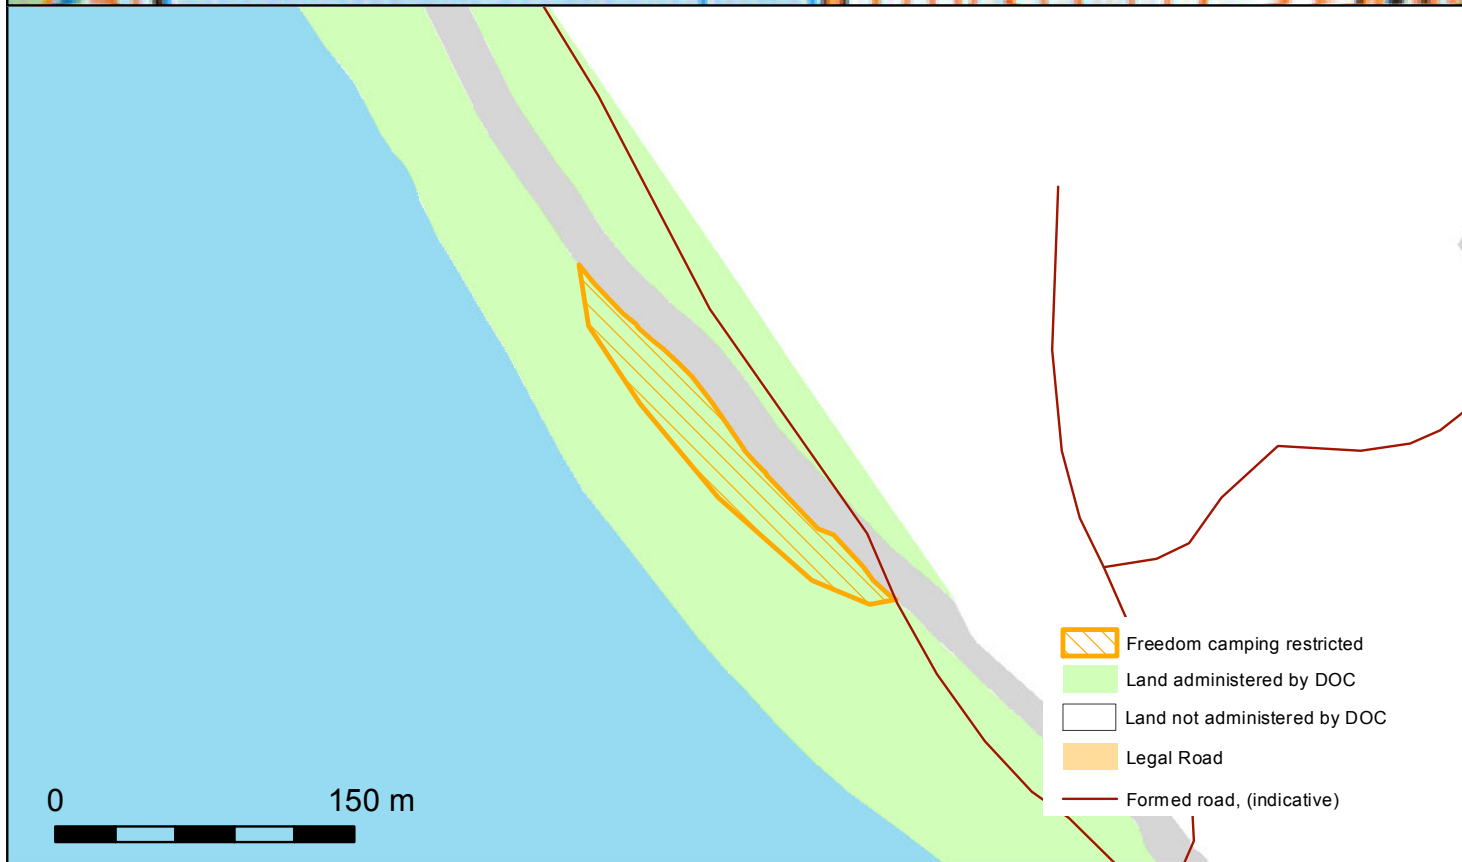 Freedom camping restricted
Land administered by DOC
Land not administered by DOC
Legal Road
Formed road, (indicative)
0 150 m